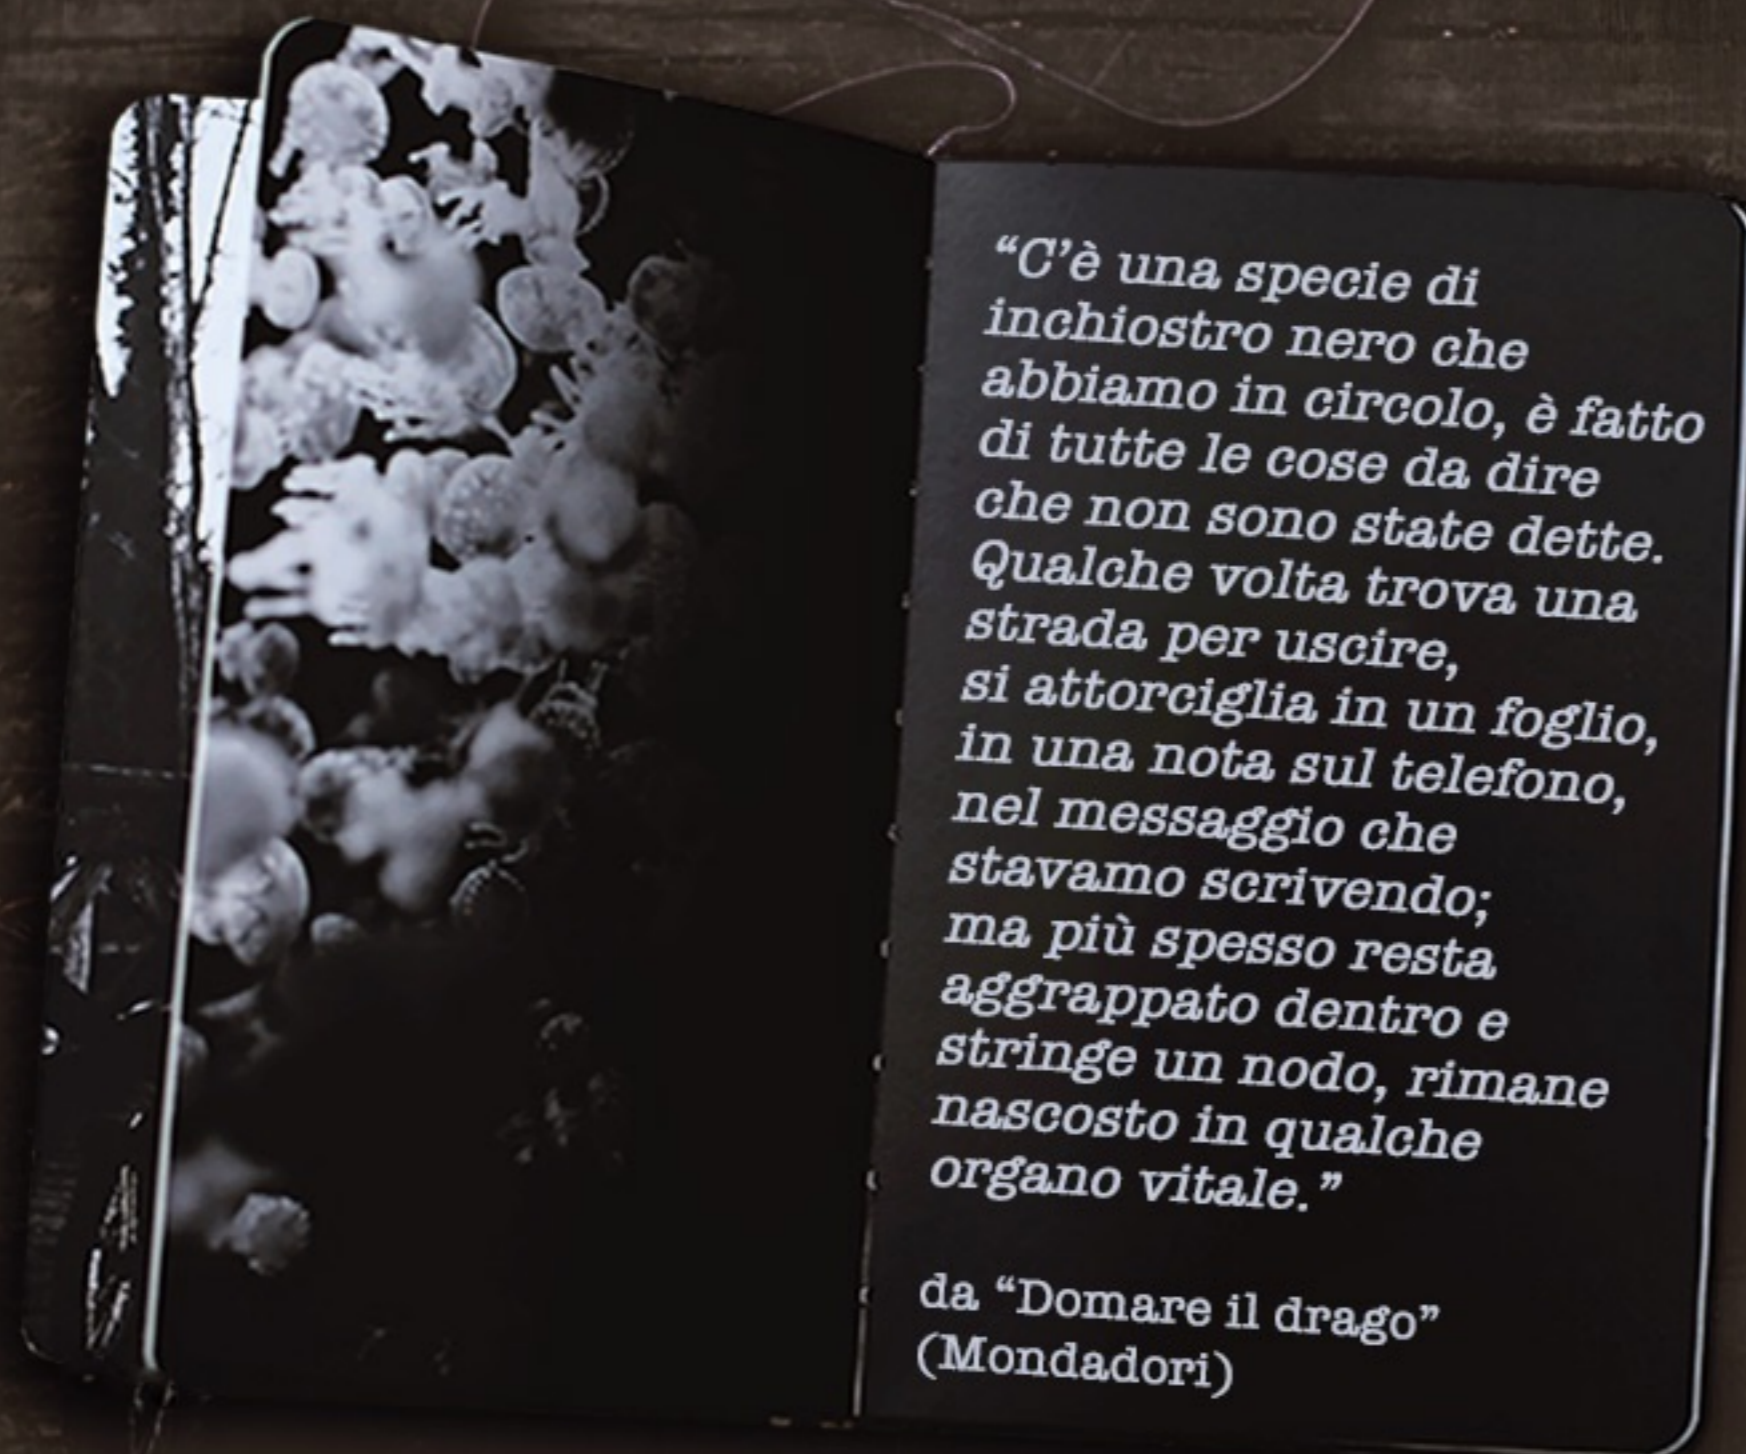 “C’è una specie di
inchiostro nero che
abbiamo in circolo, è fatto
di tutte le cose da dire
che non sono state dette.
Qualche volta trova una
strada per uscire,
si attorciglia in un foglio,
in una nota sul telefono,
nel messaggio che
stavamo scrivendo;
ma più spesso resta
aggrappato dentro e
stringe un nodo, rimane
nascosto in qualche
organo vitale.”
da “Domare il drago”
(Mondadori)